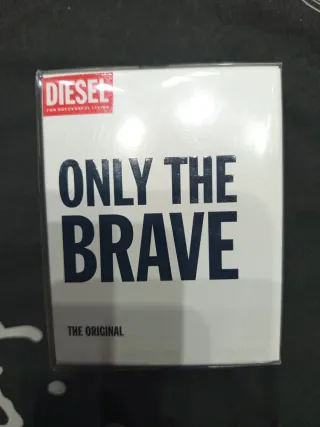 DIESEL
FOR SUCCESSFUL LIVING
ONLY THE
BRAVE
THE ORIGINAL